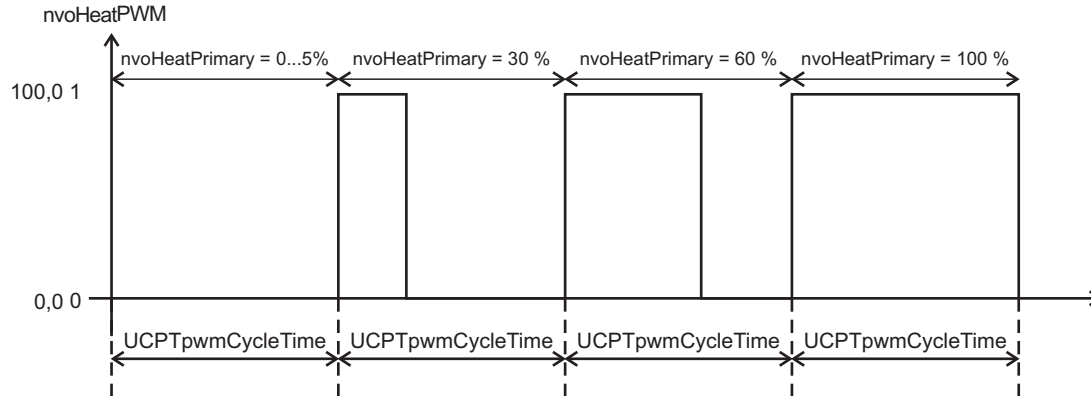 nvoHeatPWM
nvoHeatPrimary = 0...5% nvoHeatPrimary = 30 % nvoHeatPrimary = 60 % nvoHeatPrimary = 100 %
100,0 1
0,0 0
UCPTpwmCycleTime UCPTpwmCycleTime UCPTpwmCycleTime UCPTpwmCycleTime